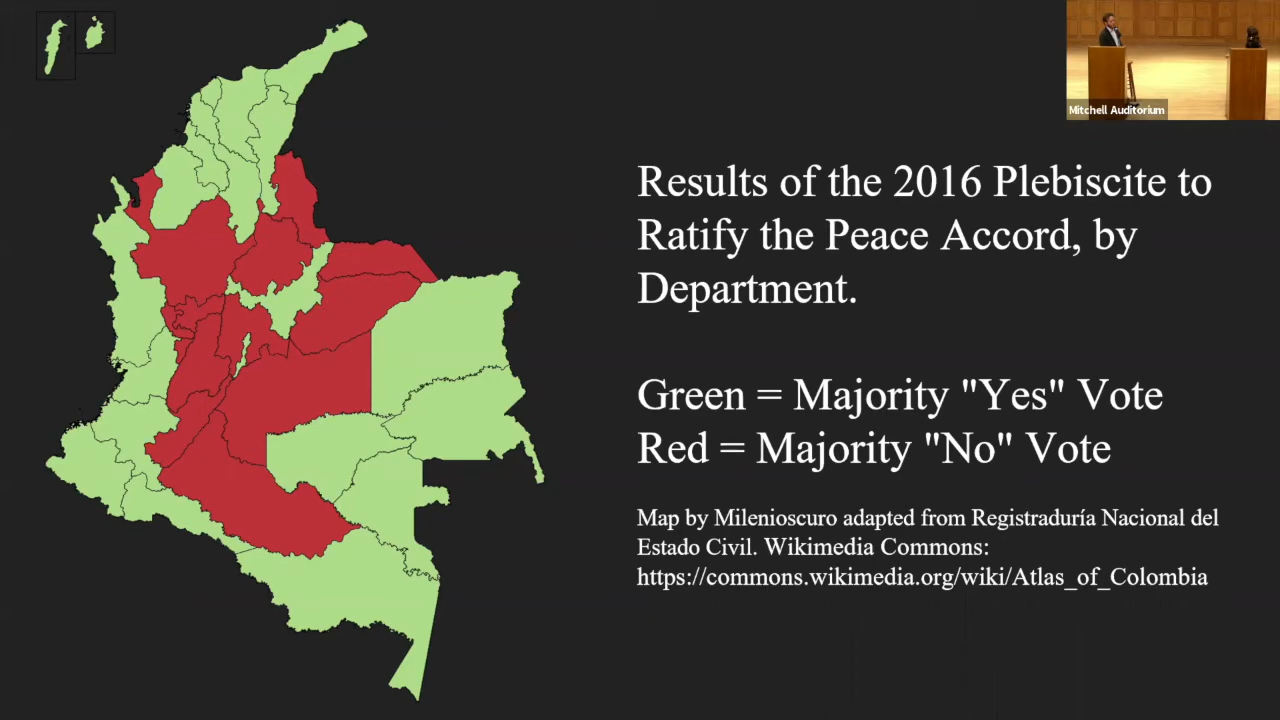 Mitchell Auditorium
Results of the 2016 Plebiscite to
Ratify the Peace Accord, by
Department.
Green = Majority "Yes" Vote
Red = Majority "No" Vote
Map by Milenioscuro adapted from Registraduría Nacional del
Estado Civil. Wikimedia Commons:
https://commons.wikimedia.org/wiki/Atlas_of_Colombia